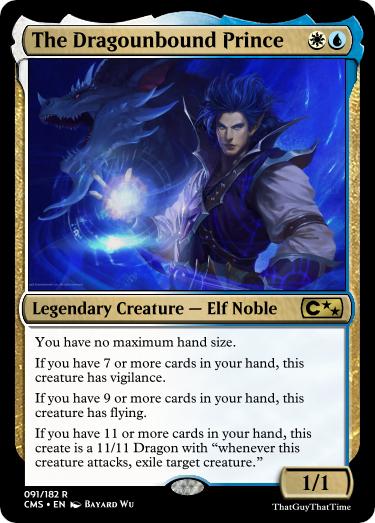 The Dragounbound Prince
Legendary Creature — Elf Noble
C
You have no maximum hand size.
If you have 7 or more cards in your hand, this
creature has vigilance.
If you have 9 or more cards in your hand, this
creature has flying.
If you have 11 or more cards in your hand, this
create is a 11/11 Dragon with “whenever this
creature attacks, exile target creature.”
1/1
091/182 R
CMS • EN Bayard Wu
ThatGuyThatTime